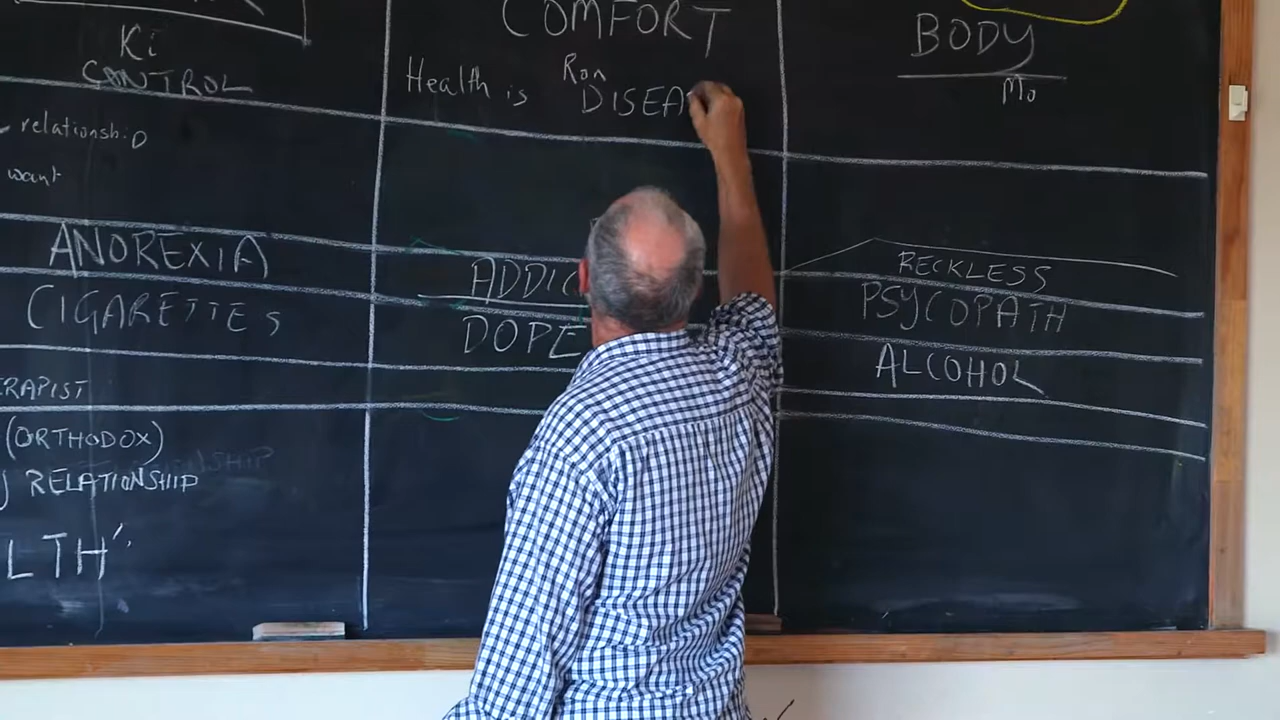 COMFORT
BODY
Ki
CONTROL
Ron
Health is DISEA
Mo
relationship
want
ANOREXIA
ADDIC
RECKLESS
CIGARETTES
DOPE
PSYCOPATH
ALCOHOL
ERAPIST
(ORTHODOX)
RELATIONSHIP
LTH'